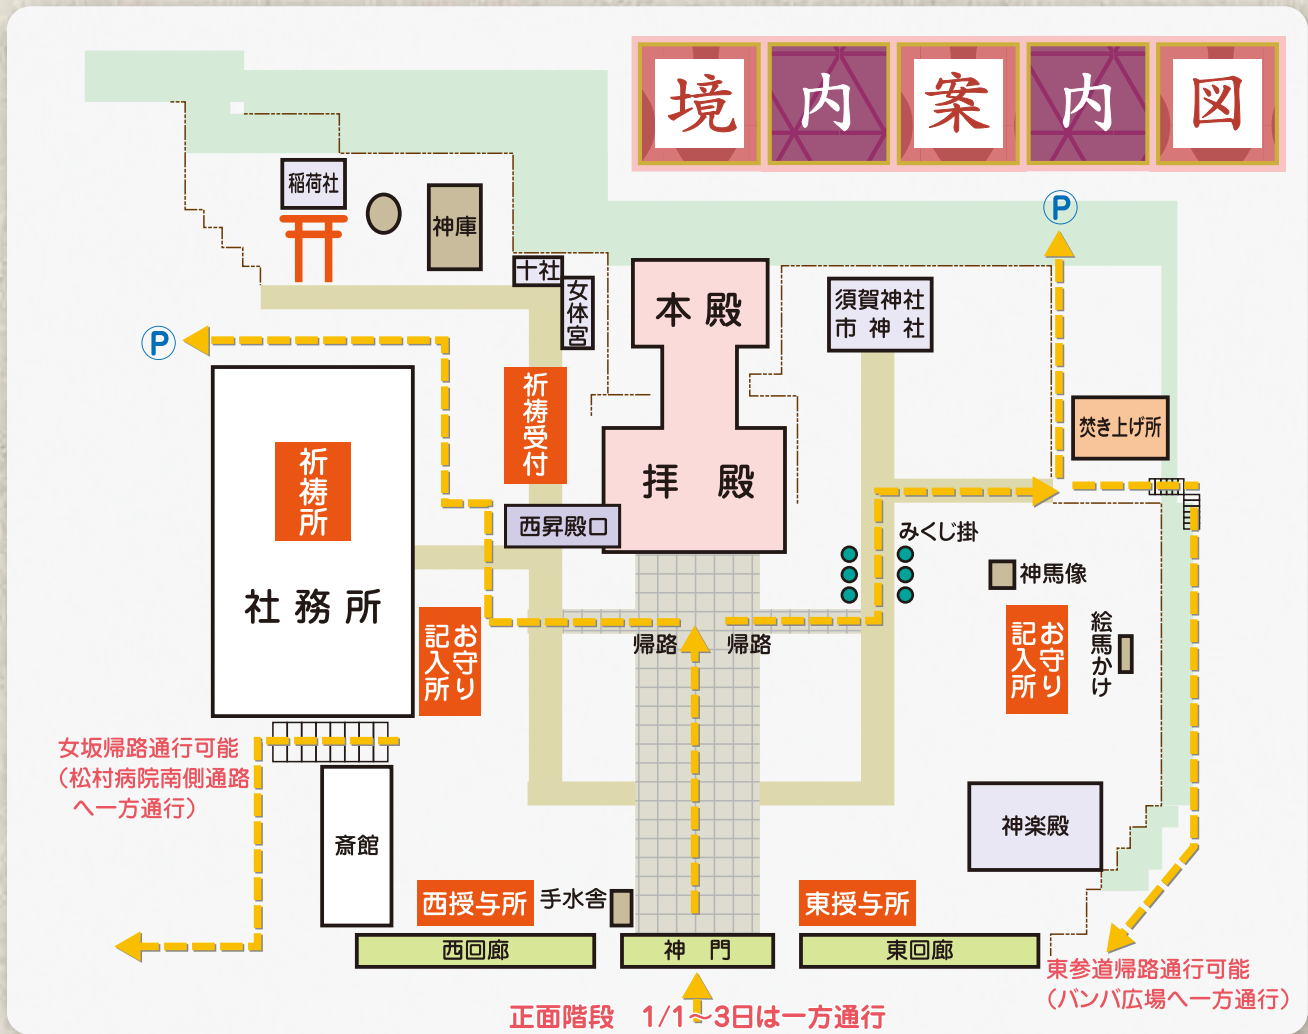 境内案内図
P
稲荷社
神庫
十社
女体宮
本殿
須賀神社
市神社
P
祈祷受付
焚き上げ所
祈祷所
拝殿
西昇殿口
みくじ掛
神馬像
社務所
お守り
記入所
帰路
帰路
お守り
記入所
絵馬かけ
女坂帰路通行可能
（松村病院南側通路
へ一方通行）
斎館
神楽殿
西授与所
手水舎
東授与所
西回廊
神門
東回廊
東参道帰路通行可能
（バンバ広場へ一方通行）
正面階段　1/1～3日は一方通行